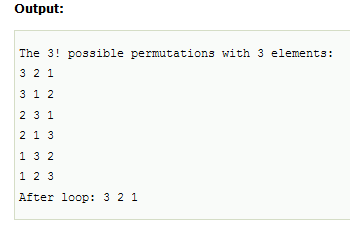 Output:
The 3! possible permutations with 3 elements:
3 2 1
3 1 2
2 3 1
2 1 3
1 3 2
1 2 3
After loop: 3 2 1